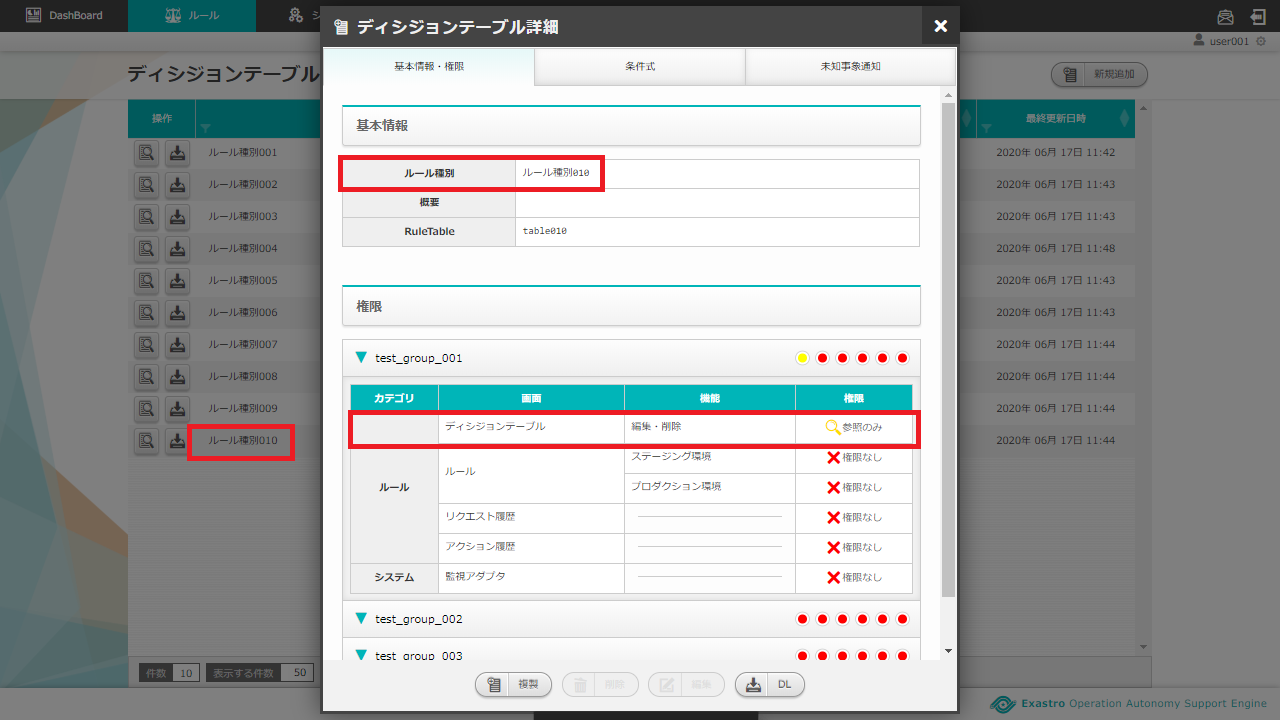 DashBoard
ルール
シ
ディシジョンテーブル詳細
user001
ディシジョンテーブル
新規追加
基本情報・権限
条件式
未知事象通知
操作
最終更新日時
基本情報
ルール種別 ルール種別010
概要
RuleTable table010
ルール種別001 2020年 06月 17日 11:42
ルール種別002 2020年 06月 17日 11:43
ルール種別003 2020年 06月 17日 11:43
ルール種別004 2020年 06月 17日 11:48
ルール種別005 2020年 06月 17日 11:43
ルール種別006 2020年 06月 17日 11:43
ルール種別007 2020年 06月 17日 11:44
ルール種別008 2020年 06月 17日 11:44
ルール種別009 2020年 06月 17日 11:44
ルール種別010 2020年 06月 17日 11:44
権限
test_group_001
カテゴリ 画面 機能 権限
ディシジョンテーブル 編集・削除 参照のみ
ルール ルール ステージング環境 権限なし
プロダクション環境 権限なし
リクエスト履歴 権限なし
アクション履歴 権限なし
システム 監視アダプタ 権限なし
test_group_002
test_group_003
件数 10 表示する件数 50
複製 削除 編集 DL
Exastro Operation Autonomy Support Engine